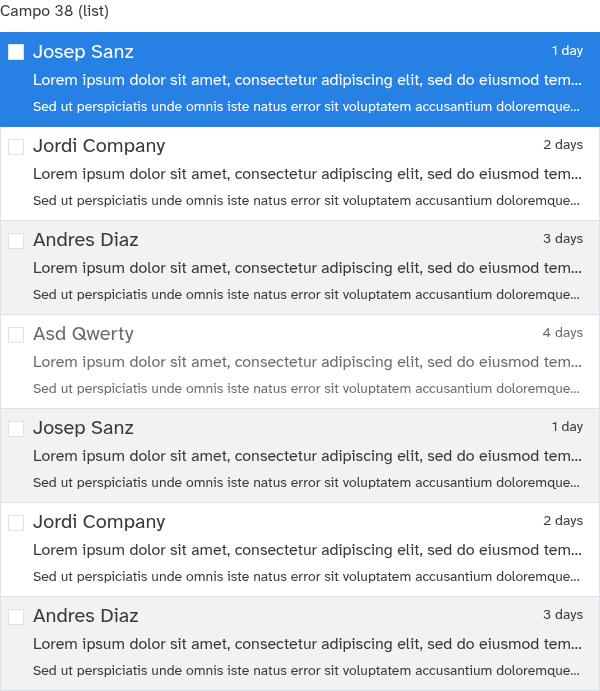 Campo 38 (list)
Josep Sanz 1 day
Lorem ipsum dolor sit amet, consectetur adipiscing elit, sed do eiusmod tem...
Sed ut perspiciatis unde omnis iste natus error sit voluptatem accusantium doloremque...
Jordi Company 2 days
Lorem ipsum dolor sit amet, consectetur adipiscing elit, sed do eiusmod tem...
Sed ut perspiciatis unde omnis iste natus error sit voluptatem accusantium doloremque...
Andres Diaz 3 days
Lorem ipsum dolor sit amet, consectetur adipiscing elit, sed do eiusmod tem...
Sed ut perspiciatis unde omnis iste natus error sit voluptatem accusantium doloremque...
Asd Qwerty 4 days
Lorem ipsum dolor sit amet, consectetur adipiscing elit, sed do eiusmod tem...
Sed ut perspiciatis unde omnis iste natus error sit voluptatem accusantium doloremque...
Josep Sanz 1 day
Lorem ipsum dolor sit amet, consectetur adipiscing elit, sed do eiusmod tem...
Sed ut perspiciatis unde omnis iste natus error sit voluptatem accusantium doloremque...
Jordi Company 2 days
Lorem ipsum dolor sit amet, consectetur adipiscing elit, sed do eiusmod tem...
Sed ut perspiciatis unde omnis iste natus error sit voluptatem accusantium doloremque...
Andres Diaz 3 days
Lorem ipsum dolor sit amet, consectetur adipiscing elit, sed do eiusmod tem...
Sed ut perspiciatis unde omnis iste natus error sit voluptatem accusantium doloremque...